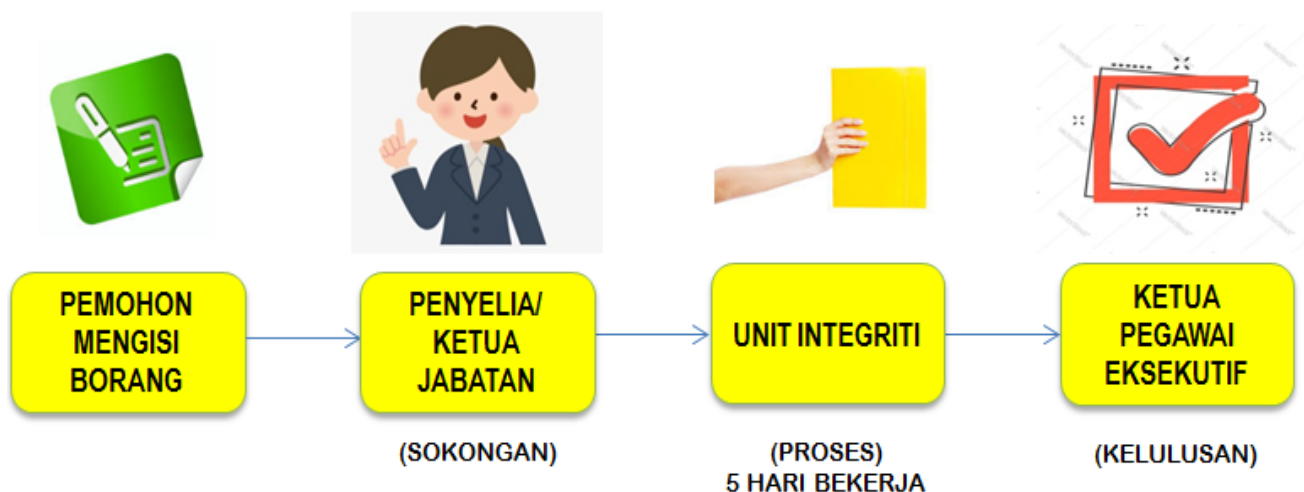 PEMOHON
MENGISI
BORANG
PENYELIA/
KETUA
JABATAN
(SOKONGAN)
UNIT INTEGRITI
(PROSES)
5 HARI BEKERJA
KETUA
PEGAWAI
EKSEKUTIF
(KELULUSAN)